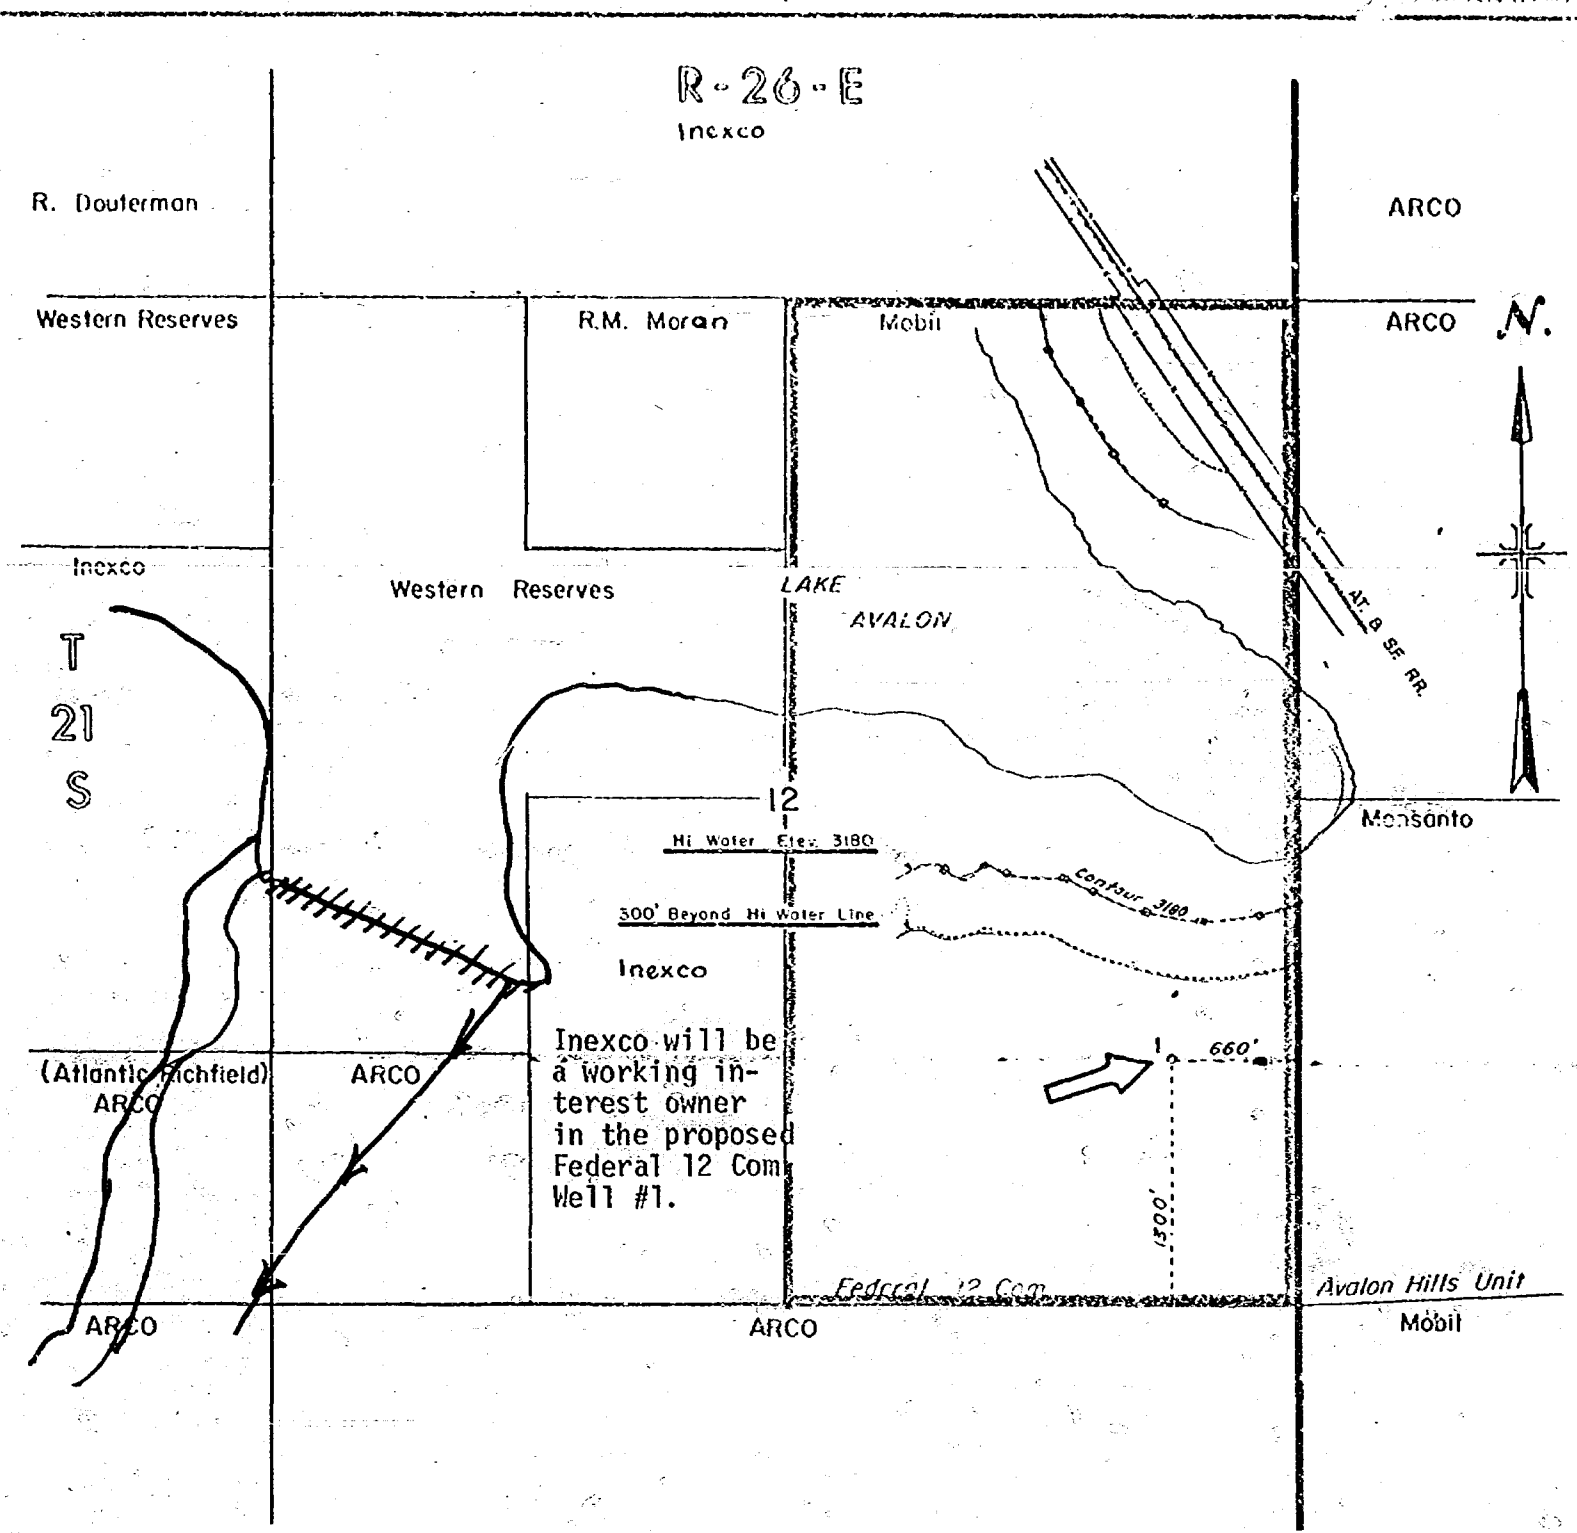 R-26-E
Inexco
R. Douterman
ARCO
Western Reserves
R.M. Moran
Mobil
ARCO
N.
Inexco
Western Reserves
LAKE
AVALON
AT. & SF. RR.
T
21
S
12
Monsanto
Hi Water Elev. 3180
Contour 3180
300' Beyond Hi Water Line
Inexco
Inexco will be
a working in-
terest owner
in the proposed
Federal 12 Com
Well #1.
1
660'
(Atlantic Richfield)
ARCO
ARCO
1300'
Federal 12 Com
Avalon Hills Unit
ARCO
ARCO
Mobil